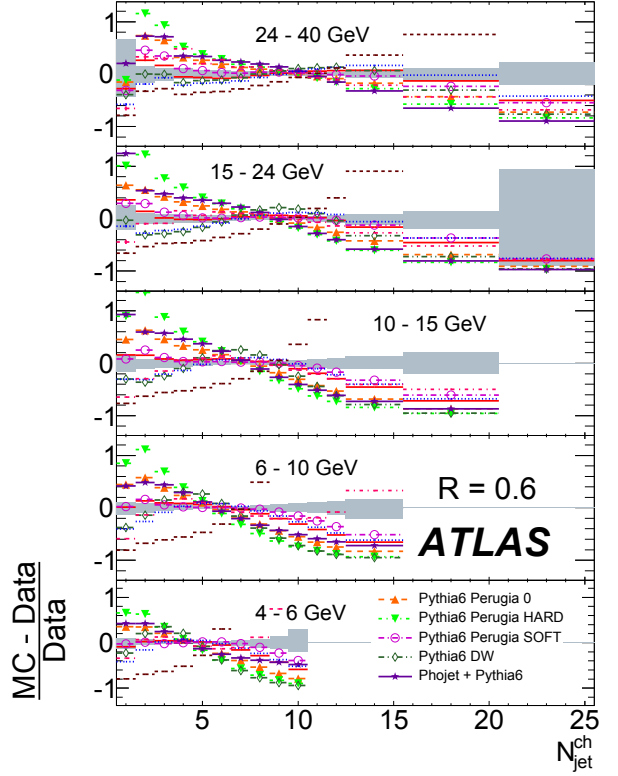 24 - 40 GeV
1
0
-1
15 - 24 GeV
1
0
-1
10 - 15 GeV
1
0
-1
6 - 10 GeV
1
0
-1
R = 0.6
ATLAS
4 - 6 GeV
1
0
-1
MC - Data
Data
Pythia6 Perugia 0
Pythia6 Perugia HARD
Pythia6 Perugia SOFT
Pythia6 DW
Phojet + Pythia6
5 10 15 20 25
N_jet^ch